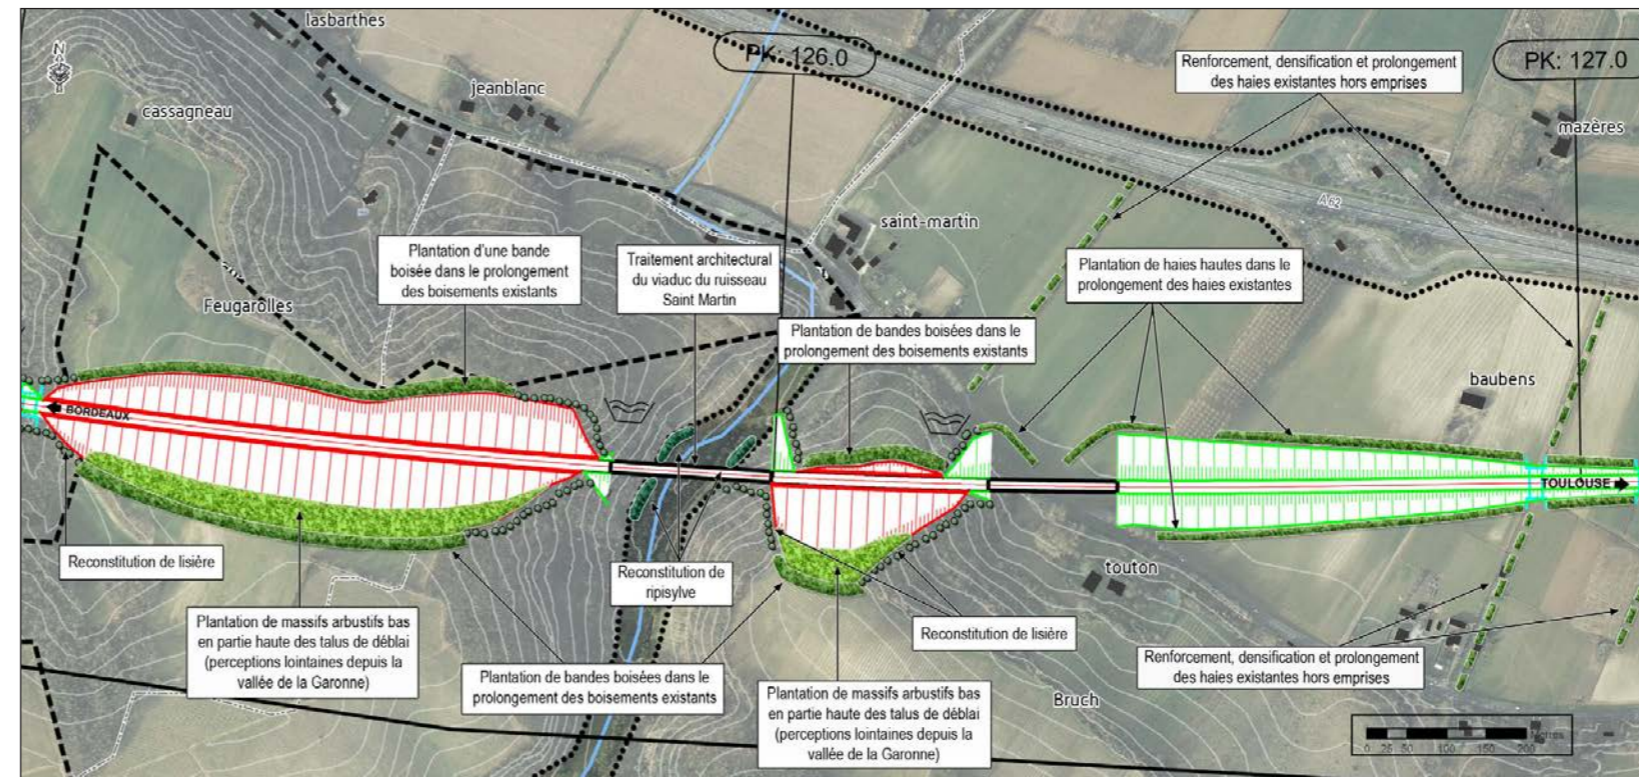 lasbarthes
PK: 126.0
Renforcement, densification et prolongement
des haies existantes hors emprises
PK: 127.0
N
cassagneau
jeanblanc
mazères
A 62
saint-martin
Plantation d'une bande
boisée dans le prolongement
des boisements existants
Traitement architectural
du viaduc du ruisseau
Saint Martin
Plantation de haies hautes dans le
prolongement des haies existantes
Feugarolles
Plantation de bandes boisées dans le
prolongement des boisements existants
baubens
BORDEAUX
TOULOUSE
Reconstitution de lisière
Reconstitution de
ripisylve
touton
Plantation de massifs arbustifs bas
en partie haute des talus de déblai
(perceptions lointaines depuis la
vallée de la Garonne)
Reconstitution de lisière
Plantation de bandes boisées dans le
prolongement des boisements existants
Renforcement, densification et prolongement
des haies existantes hors emprises
Plantation de massifs arbustifs bas
en partie haute des talus de déblai
(perceptions lointaines depuis la
vallée de la Garonne)
Bruch
Mètres
0 25 50 100 150 200